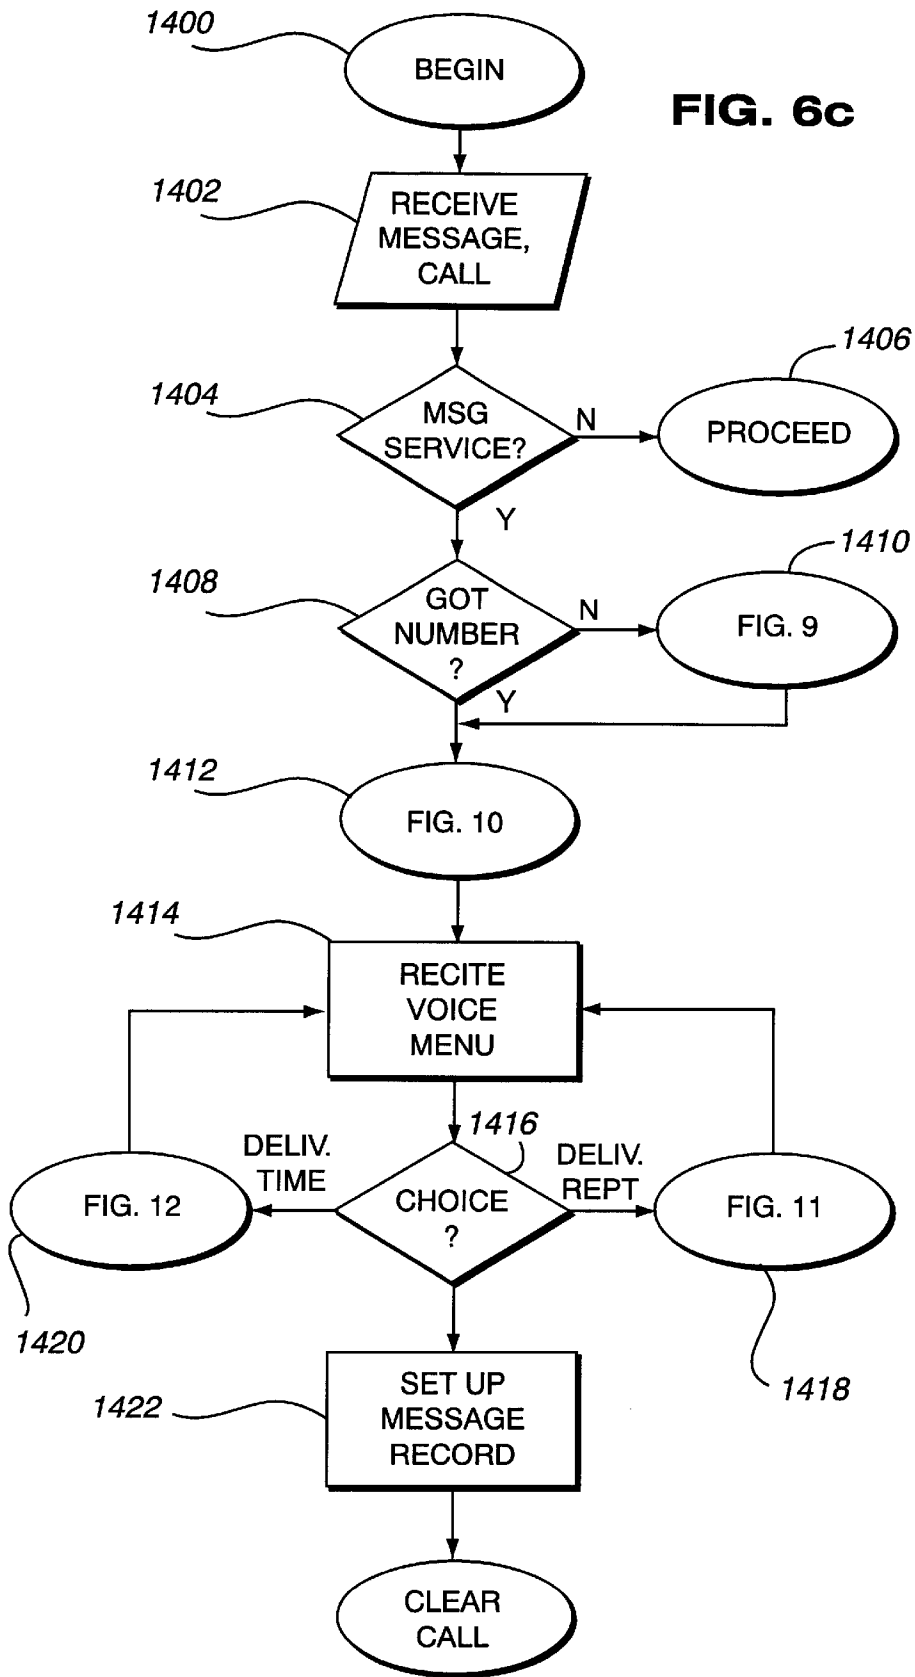 1400
BEGIN
FIG. 6c
1402
RECEIVE
MESSAGE,
CALL
1404
MSG
SERVICE?
N
1406
PROCEED
Y
1408
GOT
NUMBER
?
N
1410
FIG. 9
Y
1412
FIG. 10
1414
RECITE
VOICE
MENU
1416
DELIV.
TIME
CHOICE
?
DELIV.
REPT
FIG. 12
FIG. 11
1420
1418
1422
SET UP
MESSAGE
RECORD
CLEAR
CALL